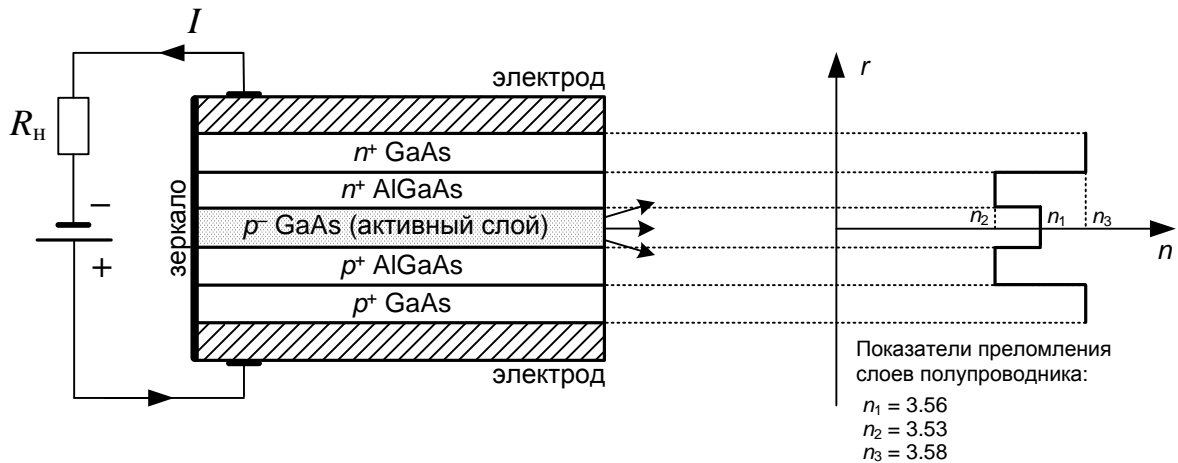 I
электрод
r
Rн
n⁺ GaAs
n⁺ AlGaAs
зеркало
p⁻ GaAs (активный слой)
n₂ n₁ n₃
−
+
n
p⁺ AlGaAs
p⁺ GaAs
электрод
Показатели преломления
слоев полупроводника:
n₁ = 3.56
n₂ = 3.53
n₃ = 3.58